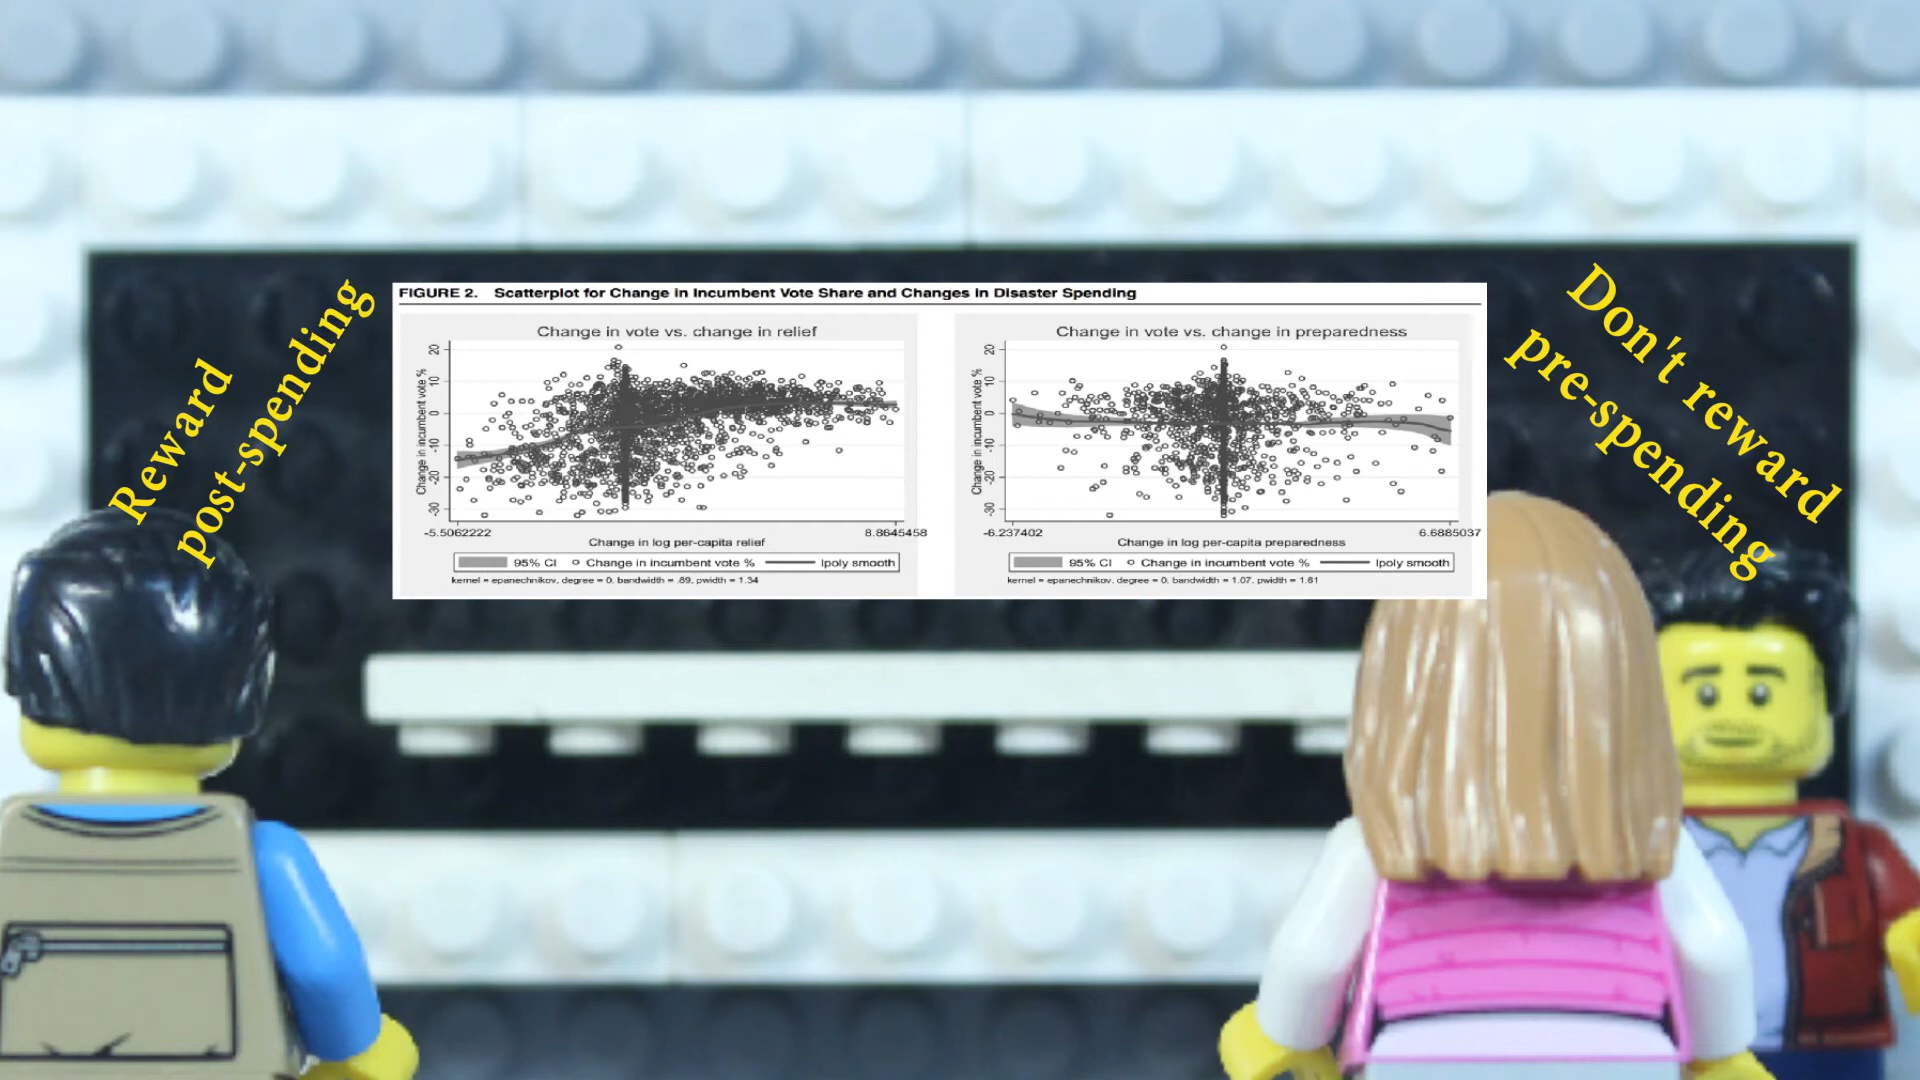 Reward
post-spending
Don't reward
pre-spending
FIGURE 2. Scatterplot for Change in Incumbent Vote Share and Changes in Disaster Spending
Change in vote vs. change in relief
Change in incumbent vote %
20
10
0
-10
-20
-30
-5.5062222
8.8645458
Change in log per-capita relief
95% CI
Change in incumbent vote %
lpoly smooth
kernel = epanechnikov, degree = 0, bandwidth = .89, pwidth = 1.34
Change in vote vs. change in preparedness
Change in incumbent vote %
20
10
0
-10
-20
-30
-6.237402
6.6885037
Change in log per-capita preparedness
95% CI
Change in incumbent vote %
lpoly smooth
kernel = epanechnikov, degree = 0, bandwidth = 1.07, pwidth = 1.61